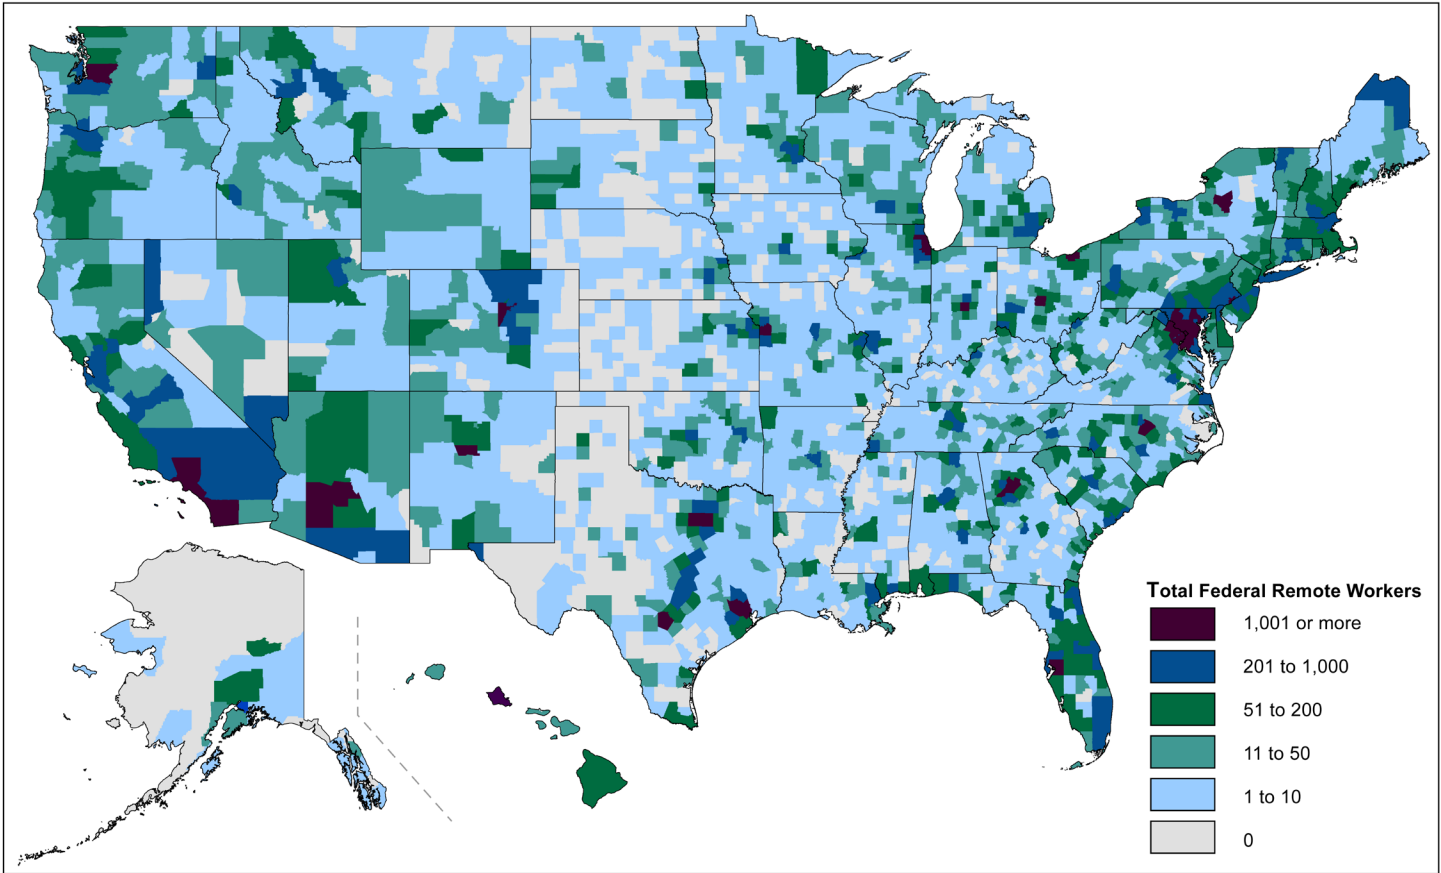 Total Federal Remote Workers
1,001 or more
201 to 1,000
51 to 200
11 to 50
1 to 10
0